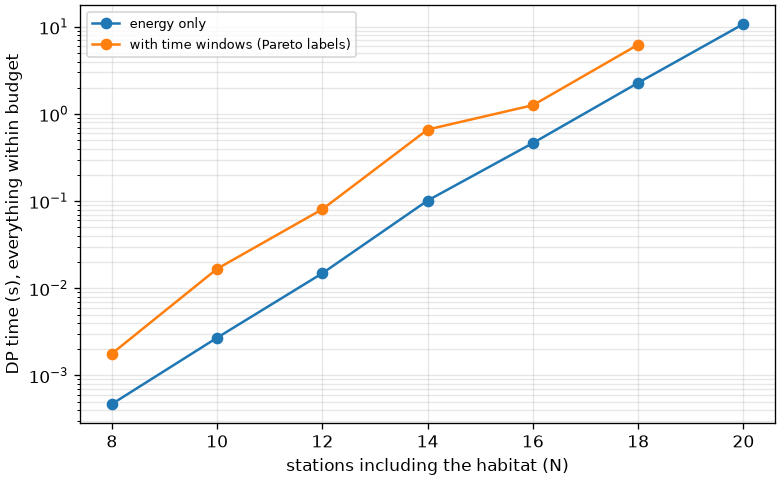 energy only
with time windows (Pareto labels)
DP time (s), everything within budget
10¹
10⁰
10⁻¹
10⁻²
10⁻³
8 10 12 14 16 18 20
stations including the habitat (N)